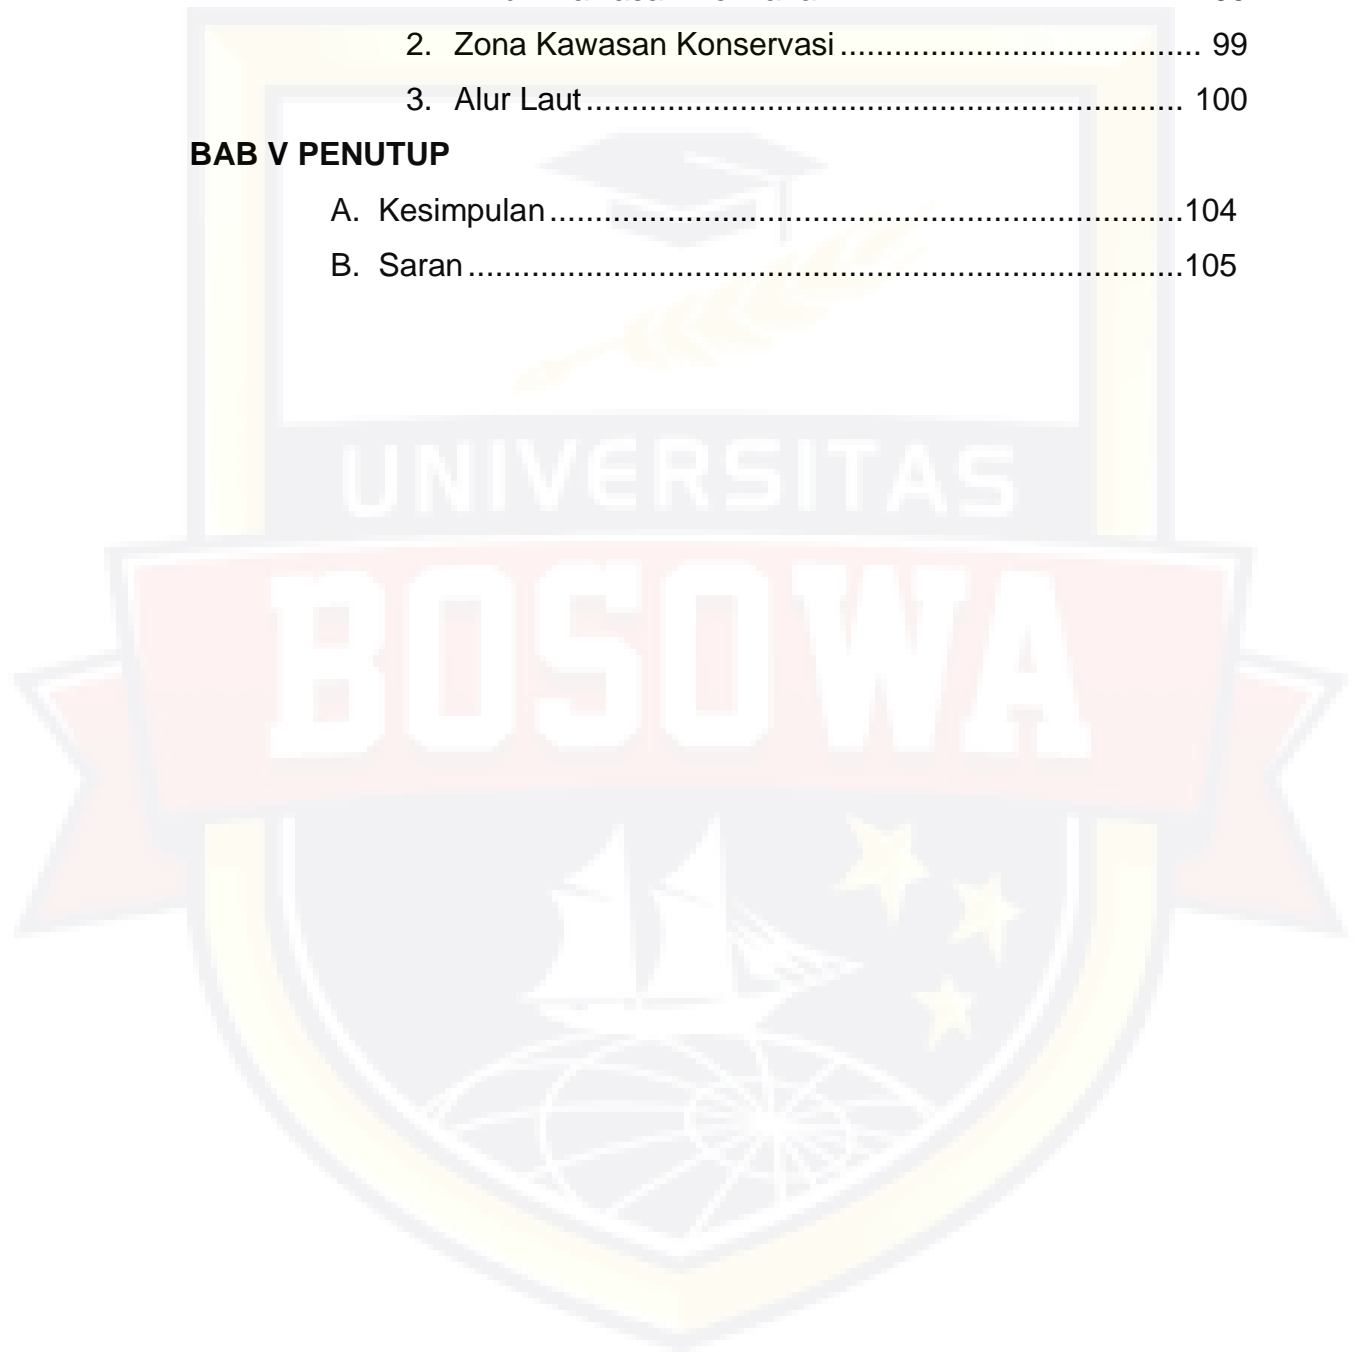 2. Zona Kawasan Konservasi ....................................... 99
3. Alur Laut ................................................................. 100
BAB V PENUTUP
A. Kesimpulan ......................................................................104
B. Saran ...............................................................................105
UNIVERSITAS
BOSOWA